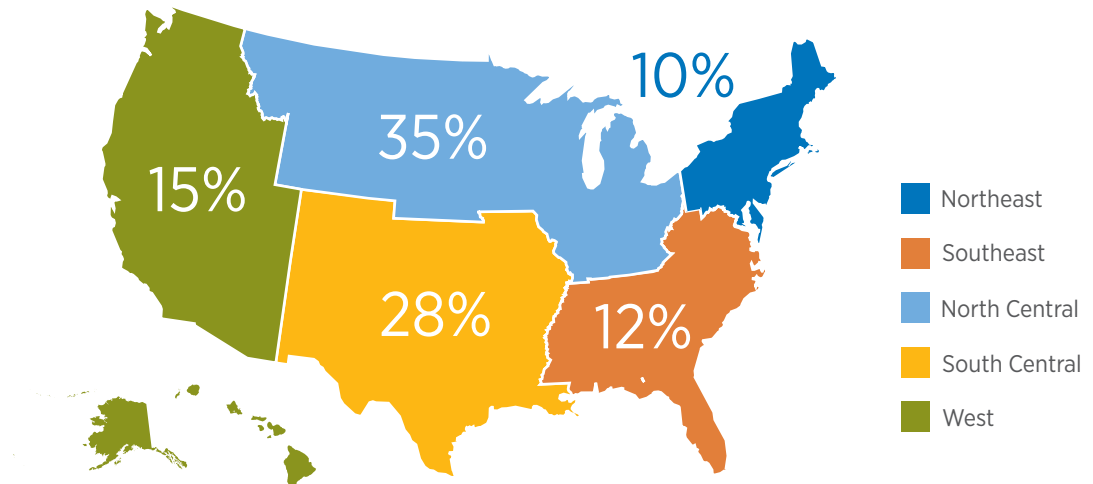 10%
35%
15%
28%
12%
Northeast
Southeast
North Central
South Central
West